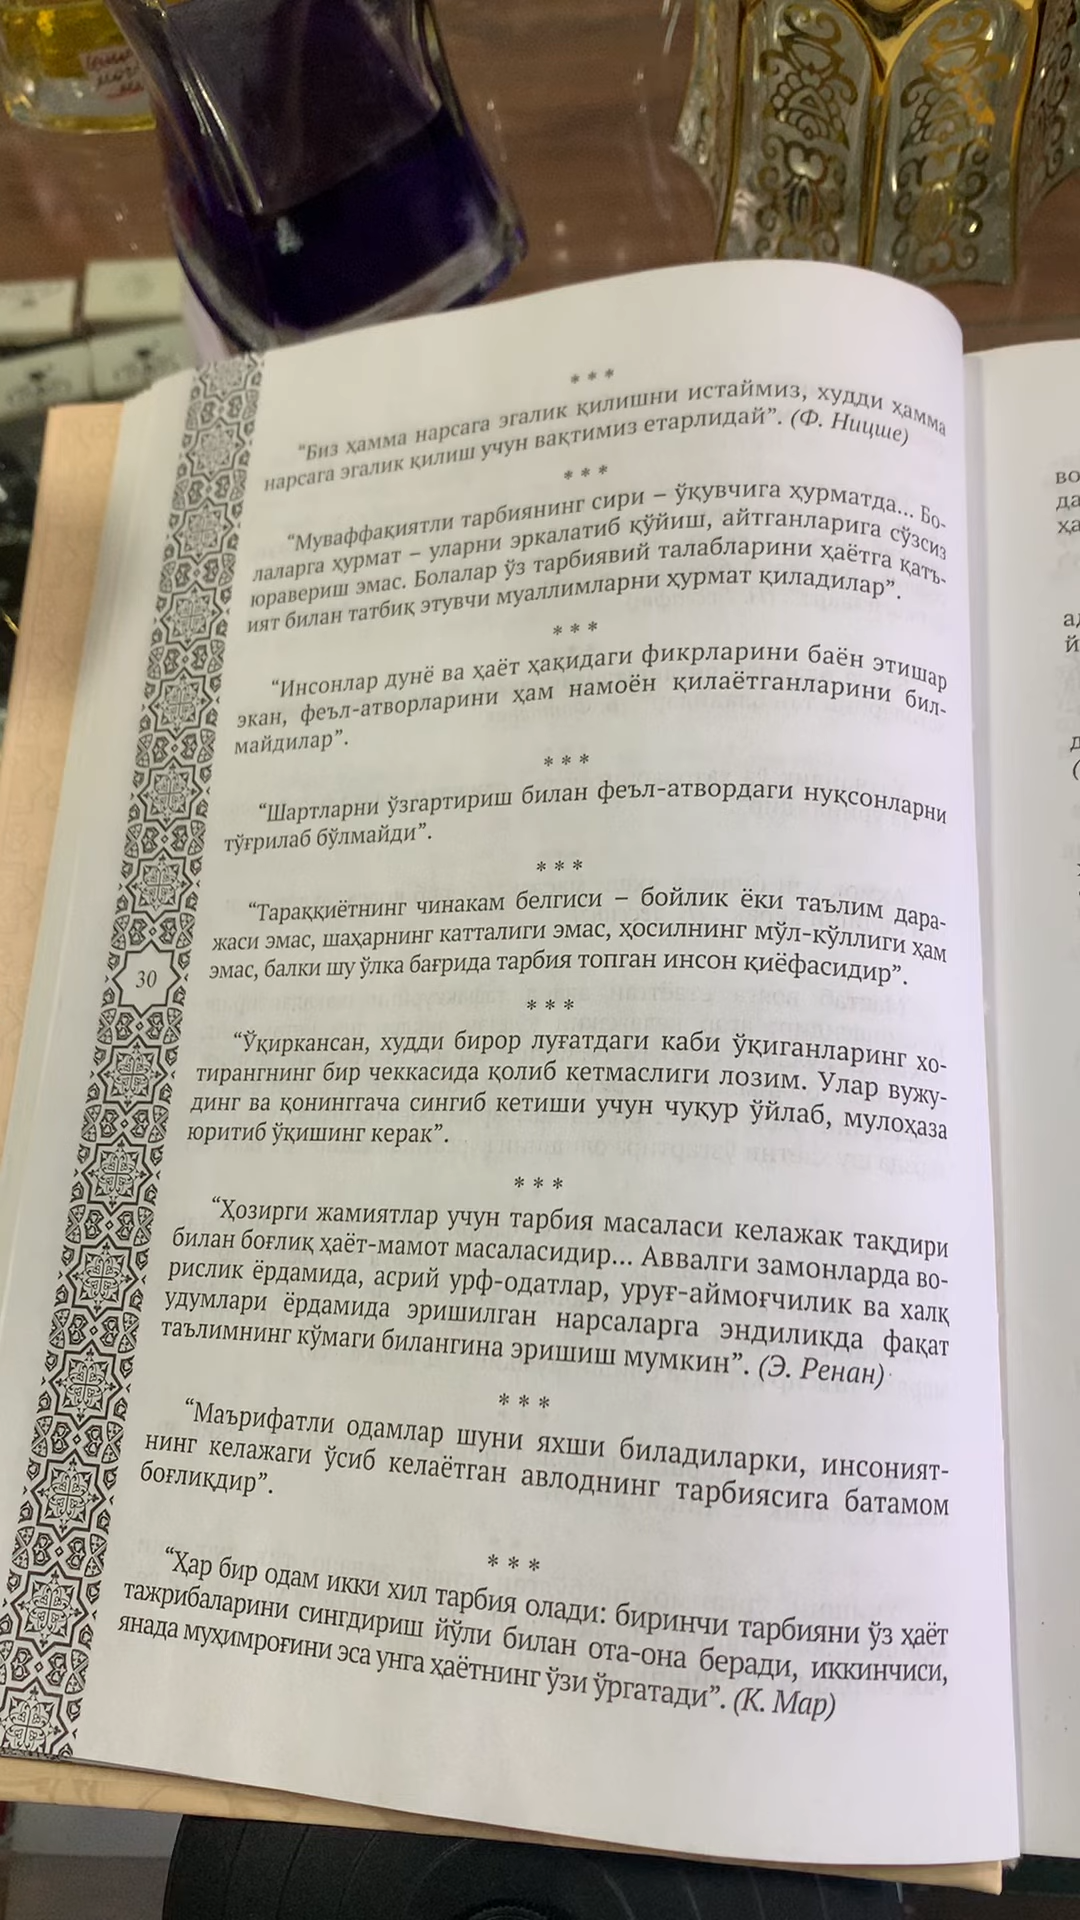 * * *
“Биз ҳамма нарсага эгалик қилишни истаймиз, худди ҳамма
нарсага эгалик қилиш учун вақтимиз етарлидай”. (Ф. Ницше)
* * *
“Муваффақиятли тарбиянинг сири – ўқувчига ҳурматда... Бо-
лаларга ҳурмат – уларни эркалатиб қўйиш, айтганларига сўзсиз
юравериш эмас. Болалар ўз тарбиявий талабларини ҳаётга қатъ-
ият билан татбиқ этувчи муаллимларни ҳурмат қиладилар”.
* * *
“Инсонлар дунё ва ҳаёт ҳақидаги фикрларини баён этишар
экан, феъл-атворларини ҳам намоён қилаётганларини бил-
майдилар”.
* * *
“Шартларни ўзгартириш билан феъл-атвордаги нуқсонларни
тўғрилаб бўлмайди”.
* * *
“Тараққиётнинг чинакам белгиси – бойлик ёки таълим дара-
жаси эмас, шаҳарнинг катталиги эмас, ҳосилнинг мўл-кўллиги ҳам
эмас, балки шу ўлка бағрида тарбия топган инсон қиёфасидир”.
30
* * *
“Ўқиркансан, худди бирор луғатдаги каби ўқиганларинг хо-
тирангнинг бир чеккасида қолиб кетмаслиги лозим. Улар вужу-
динг ва қонинггача сингиб кетиши учун чуқур ўйлаб, мулоҳаза
юритиб ўқишинг керак”.
* * *
“Ҳозирги жамиятлар учун тарбия масаласи келажак тақдири
билан боғлиқ ҳаёт-мамот масаласидир... Аввалги замонларда во-
рислик ёрдамида, асрий урф-одатлар, уруғ-аймоғчилик ва халқ
удумлари ёрдамида эришилган нарсаларга эндиликда фақат
таълимнинг кўмаги билангина эришиш мумкин”. (Э. Ренан)
* * *
“Маърифатли одамлар шуни яхши биладиларки, инсоният-
нинг келажаги ўсиб келаётган авлоднинг тарбиясига батамом
боғлиқдир”.
* * *
“Ҳар бир одам икки хил тарбия олади: биринчи тарбияни ўз ҳаёт
тажрибаларини сингдириш йўли билан ота-она беради, иккинчиси,
янада муҳимроғини эса унга ҳаётнинг ўзи ўргатади”. (К. Мар)